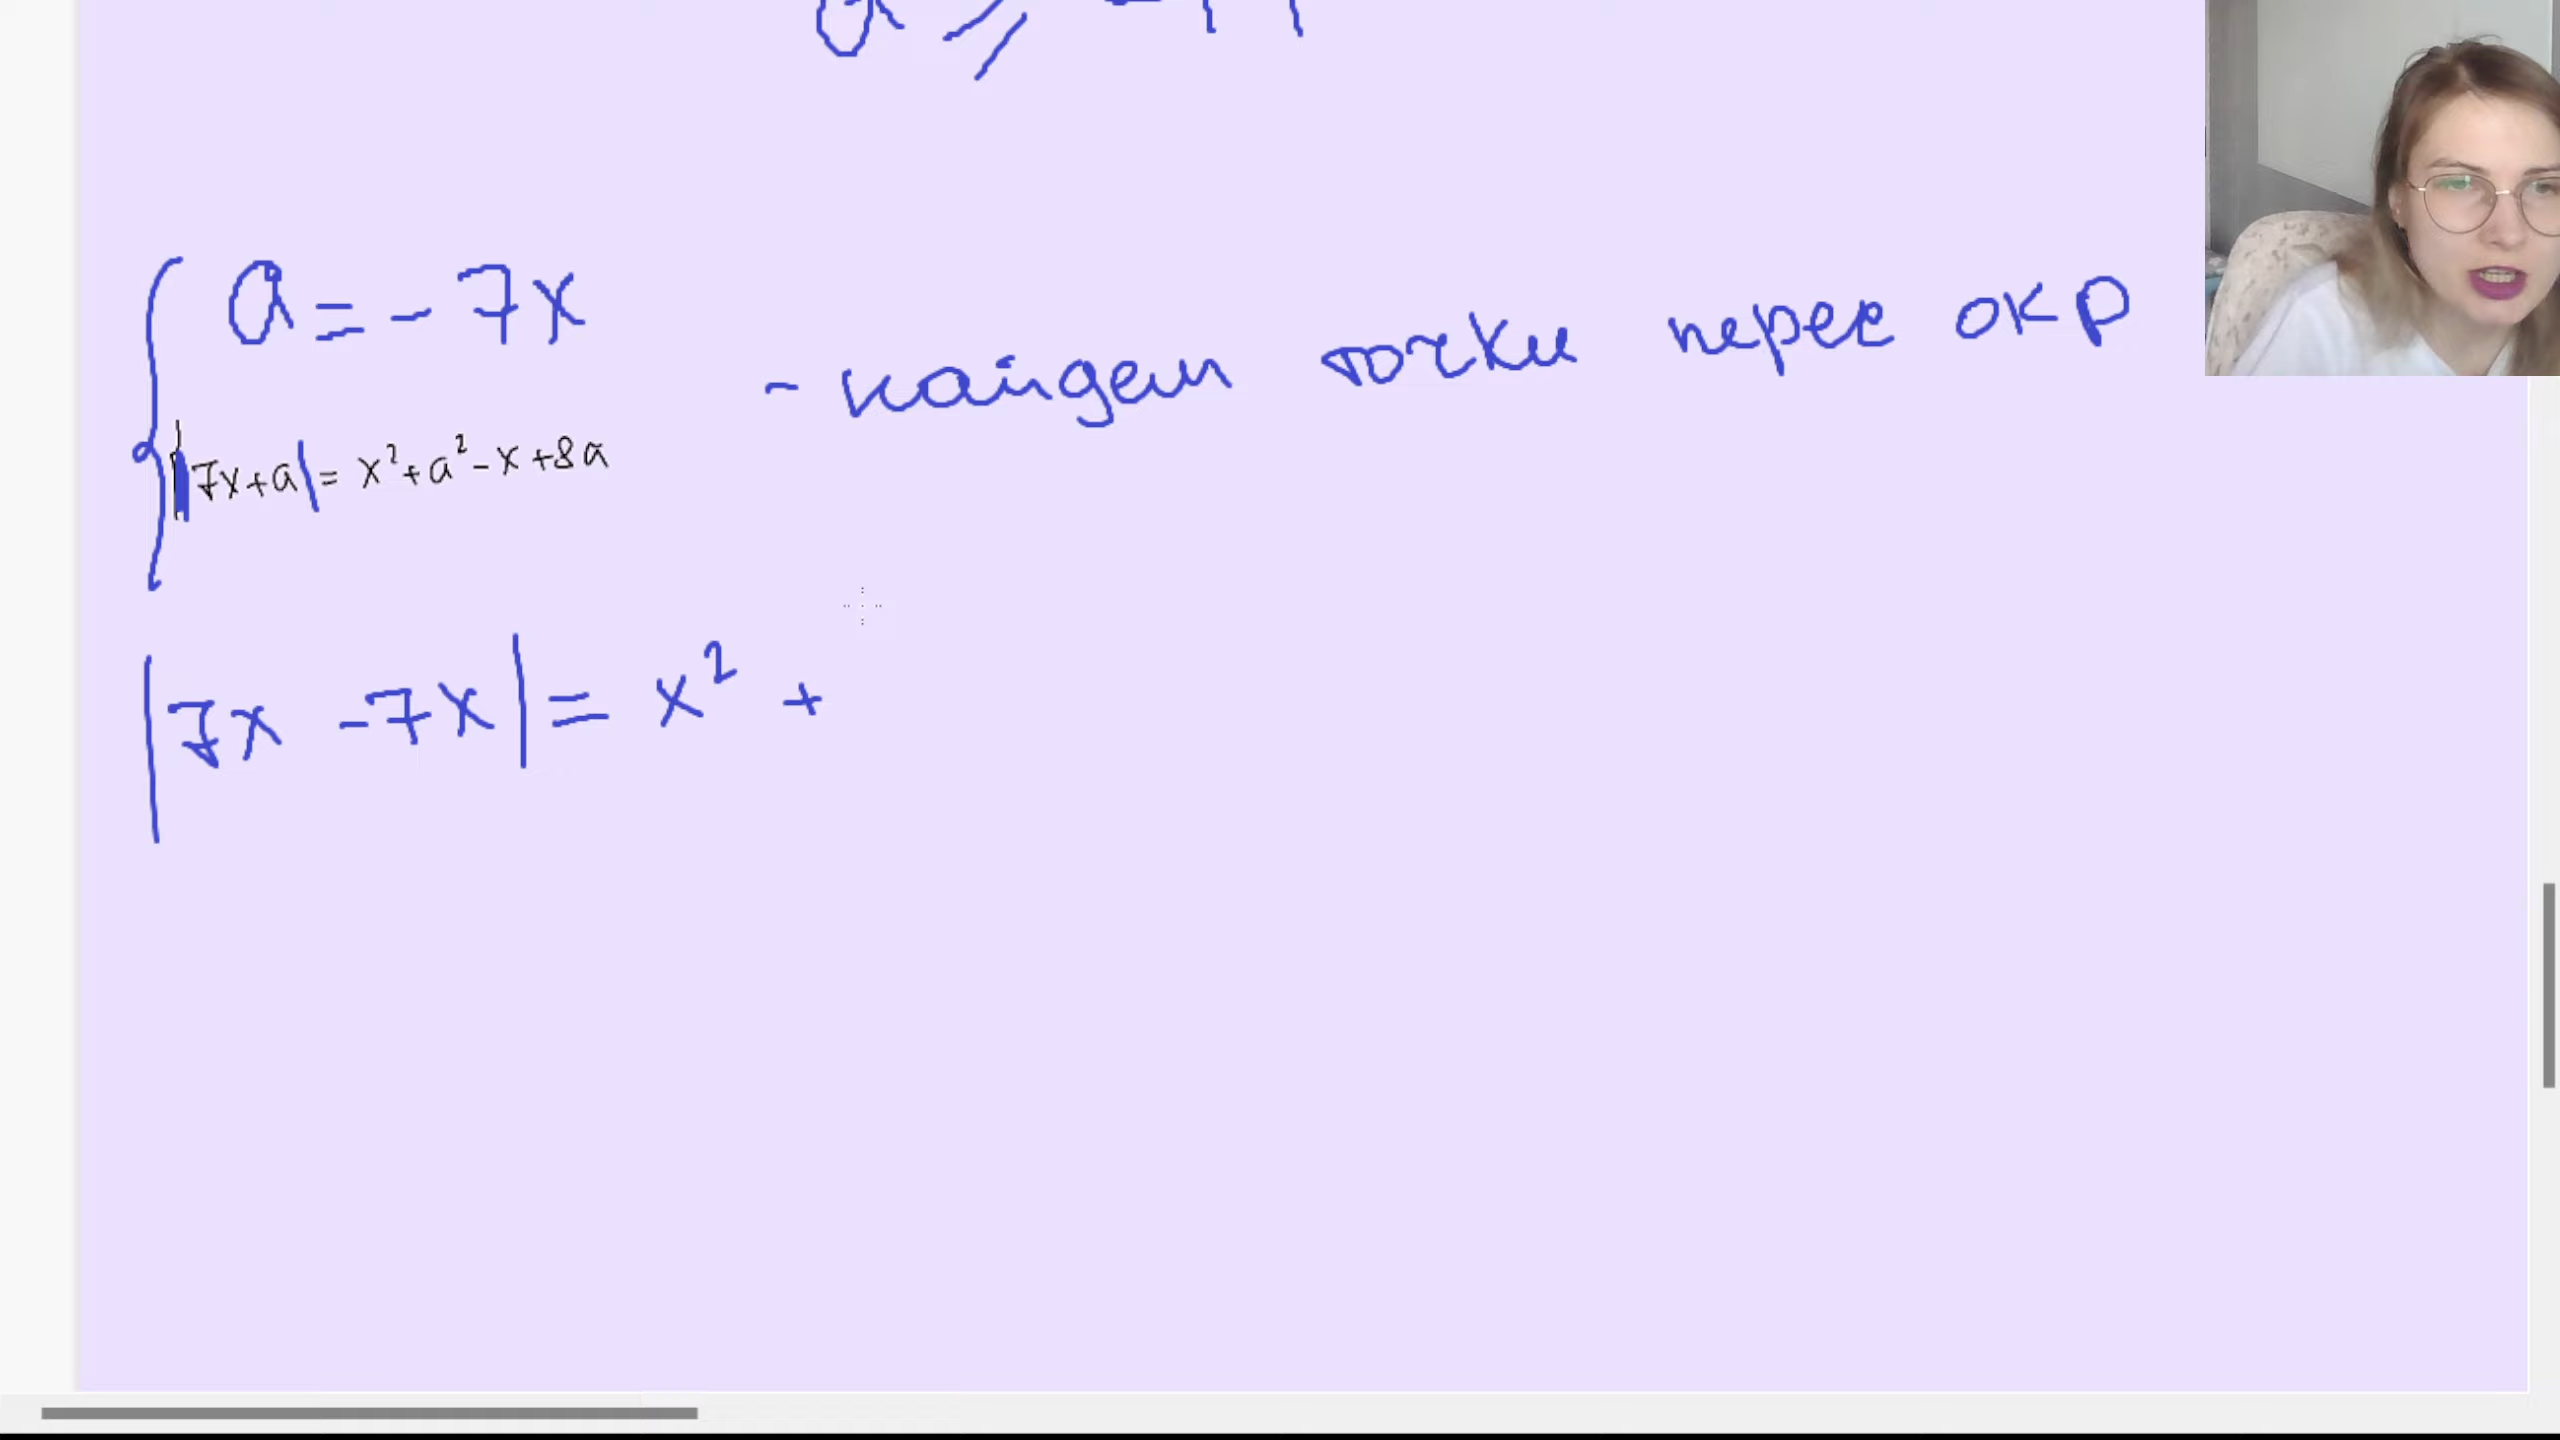 a = - 7x
- найдем точки перес окр
|7x+a| = x²+a²-x+8a
|7x -7x| = x² +